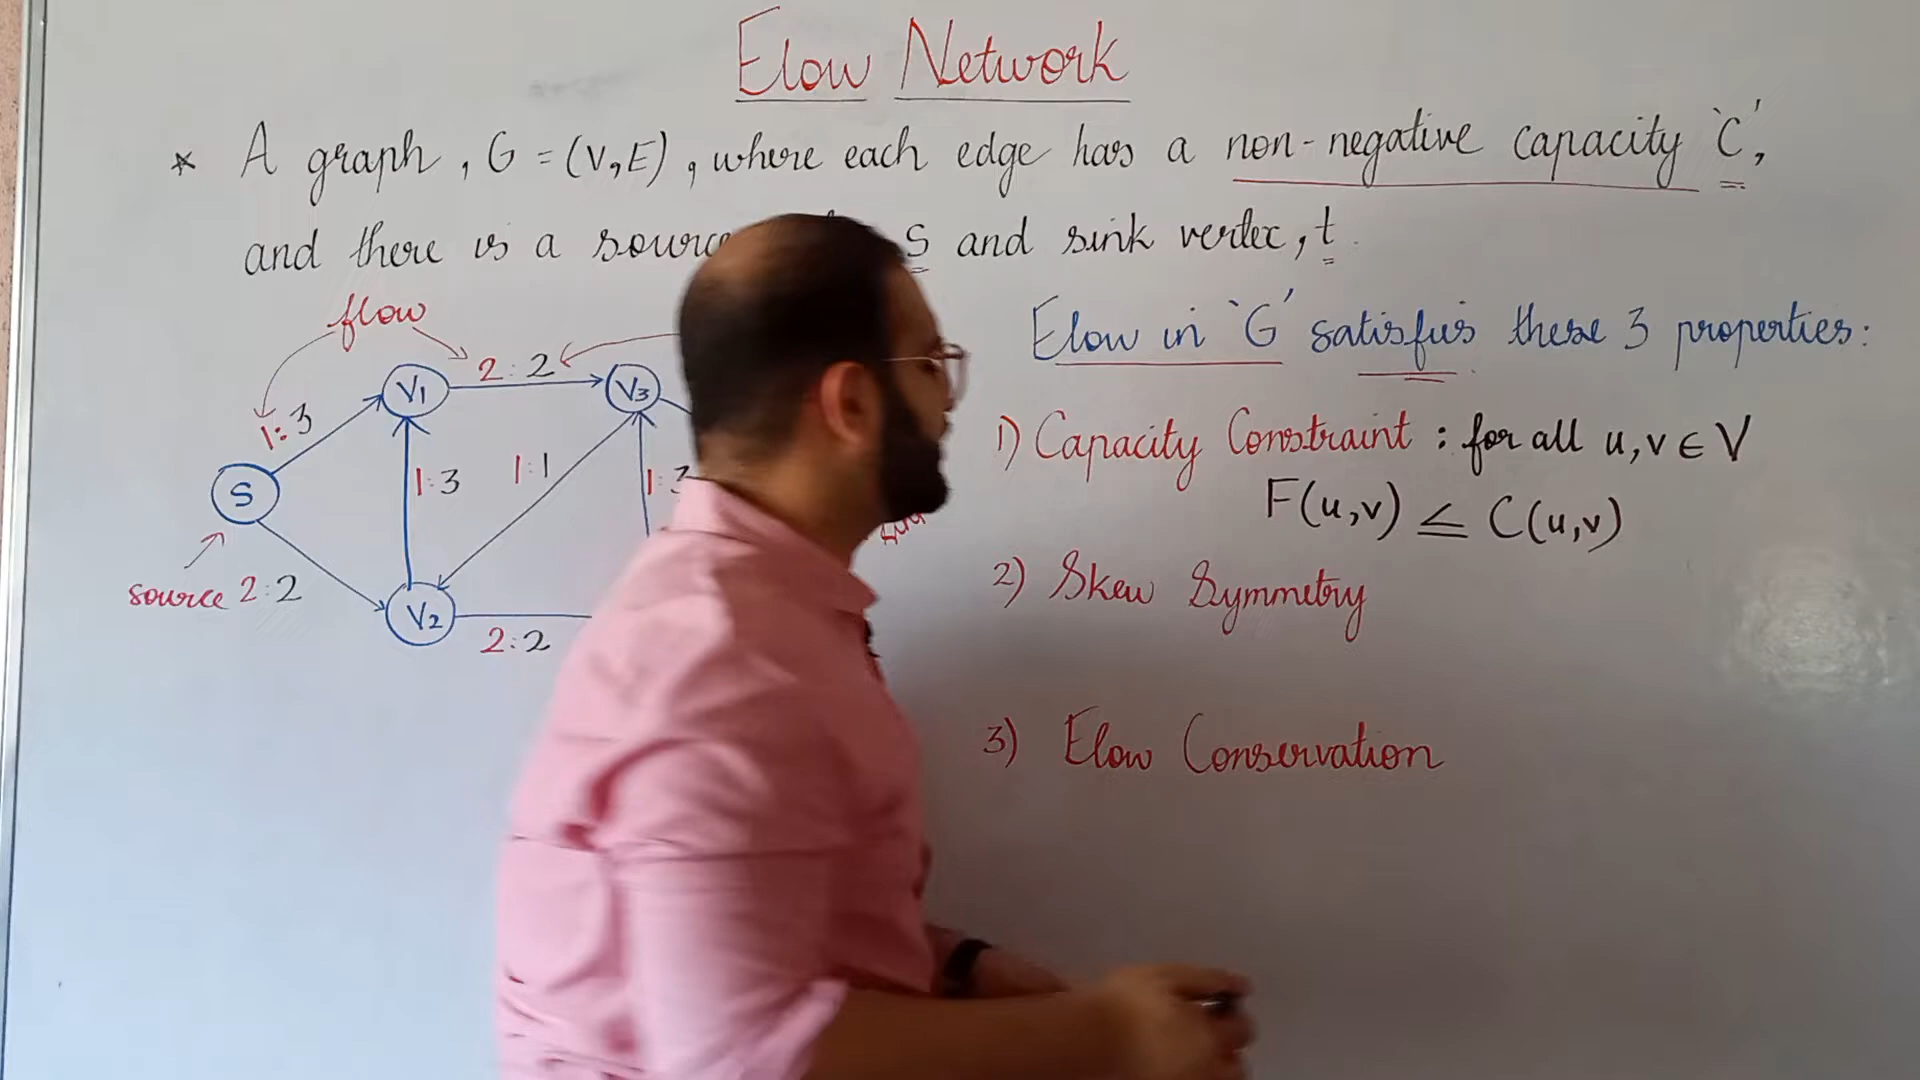 Flow Network
* A graph, G = (V,E), where each edge has a non-negative capacity 'C',
and there is a source S and sink vertex, t.
flow
Flow in 'G' satisfies these 3 properties:
2:2
V1
V3
1:3
1) Capacity Constraint : for all u,v ∈ V
1:3
1:1
1:3
S
F(u,v) ≤ C(u,v)
source 2:2
2) Skew Symmetry
V2
2:2
3) Flow Conservation